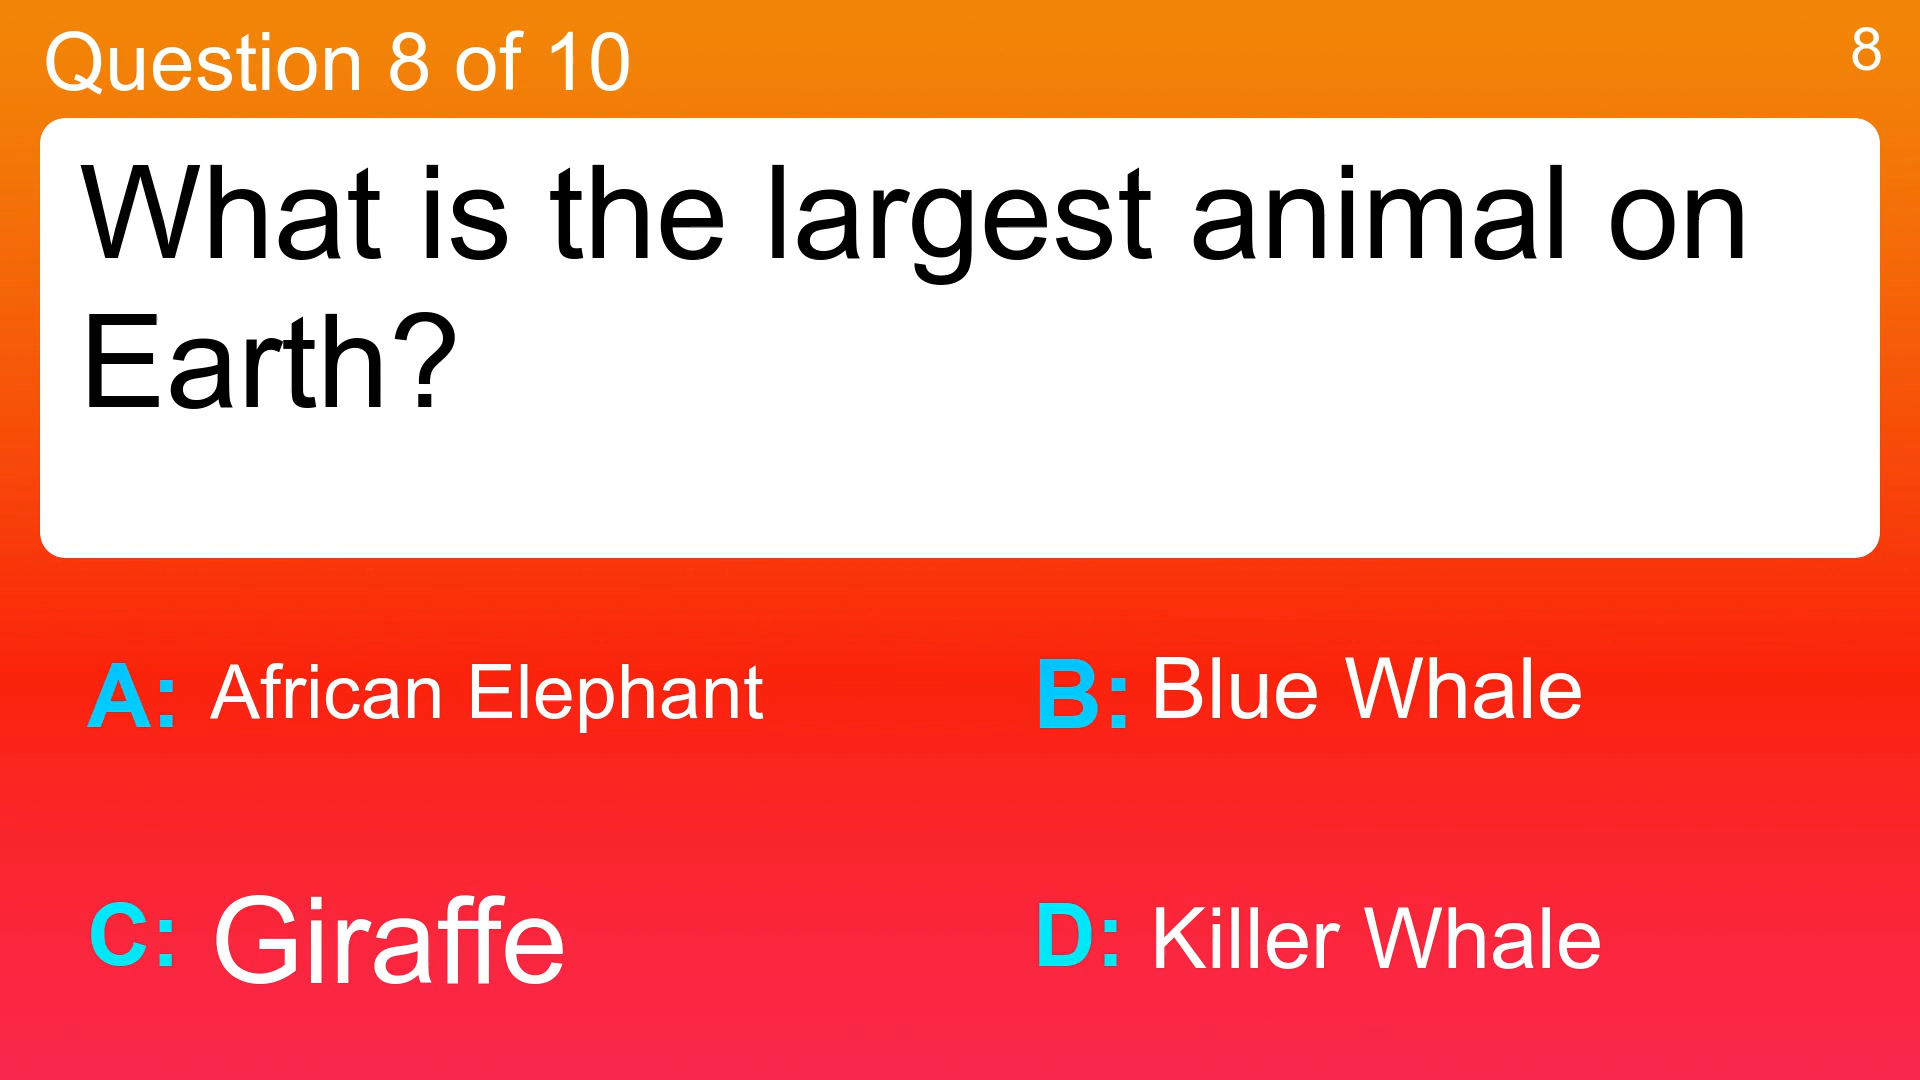 Question 8 of 10
8
What is the largest animal on
Earth?
A: African Elephant
B: Blue Whale
C: Giraffe
D: Killer Whale